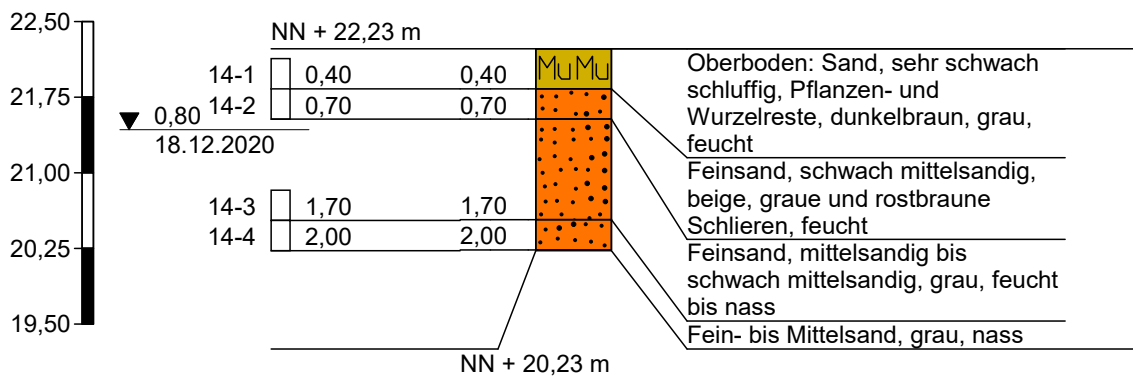 22,50
NN + 22,23 m
14-1 0,40 0,40 MuMu
Oberboden: Sand, sehr schwach
schluffig, Pflanzen- und
Wurzelreste, dunkelbraun, grau,
feucht
21,75
14-2 0,70 0,70
0,80
18.12.2020
21,00
Feinsand, schwach mittelsandig,
beige, graue und rostbraune
Schlieren, feucht
14-3 1,70 1,70
14-4 2,00 2,00
20,25
Feinsand, mittelsandig bis
schwach mittelsandig, grau, feucht
bis nass
19,50
Fein- bis Mittelsand, grau, nass
NN + 20,23 m